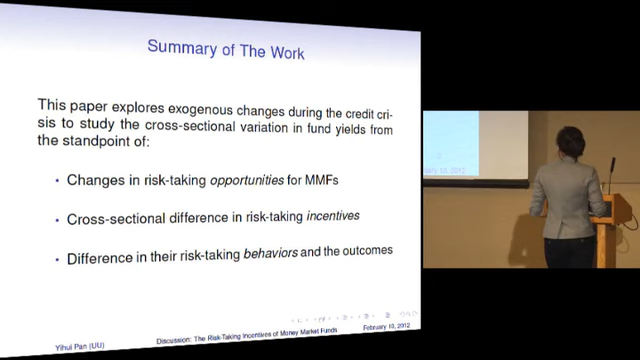 Summary of The Work
This paper explores exogenous changes during the credit cri-
sis to study the cross-sectional variation in fund yields from
the standpoint of:
• Changes in risk-taking opportunities for MMFs
• Cross-sectional difference in risk-taking incentives
• Difference in their risk-taking behaviors and the outcomes
Yihui Pan (UU)
Discussion: The Risk-Taking Incentives of Money Market Funds
February 10, 2012